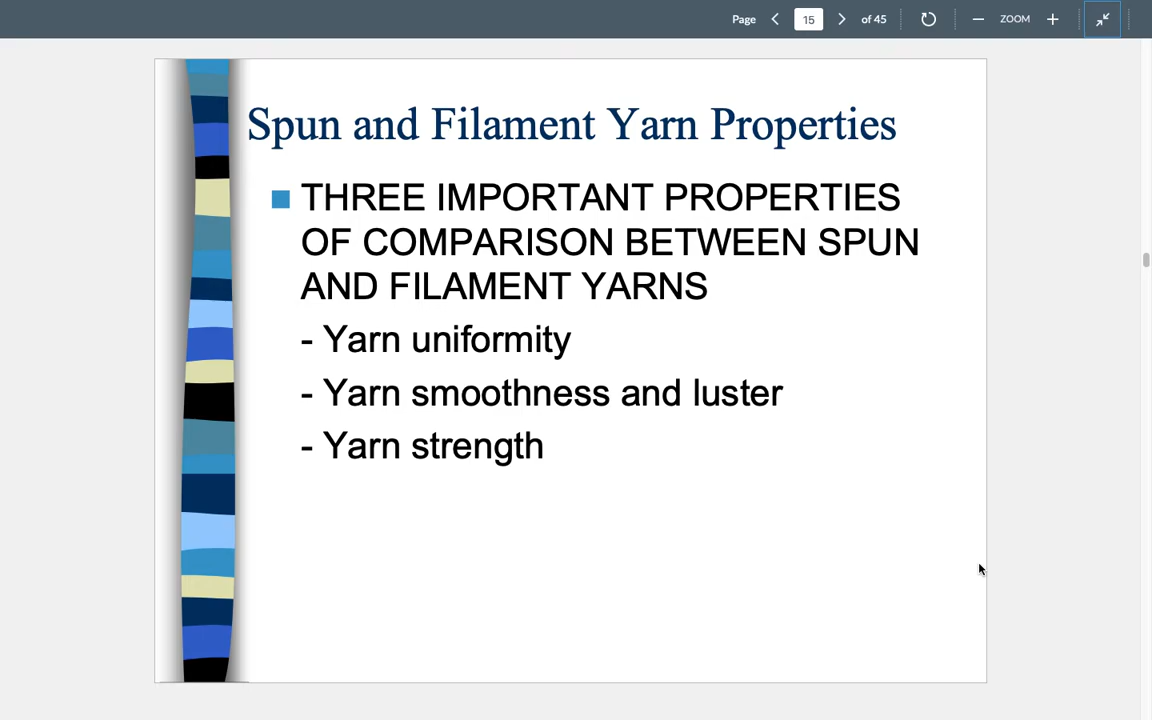 Page 15 of 45 ZOOM
Spun and Filament Yarn Properties
THREE IMPORTANT PROPERTIES
OF COMPARISON BETWEEN SPUN
AND FILAMENT YARNS
- Yarn uniformity
- Yarn smoothness and luster
- Yarn strength